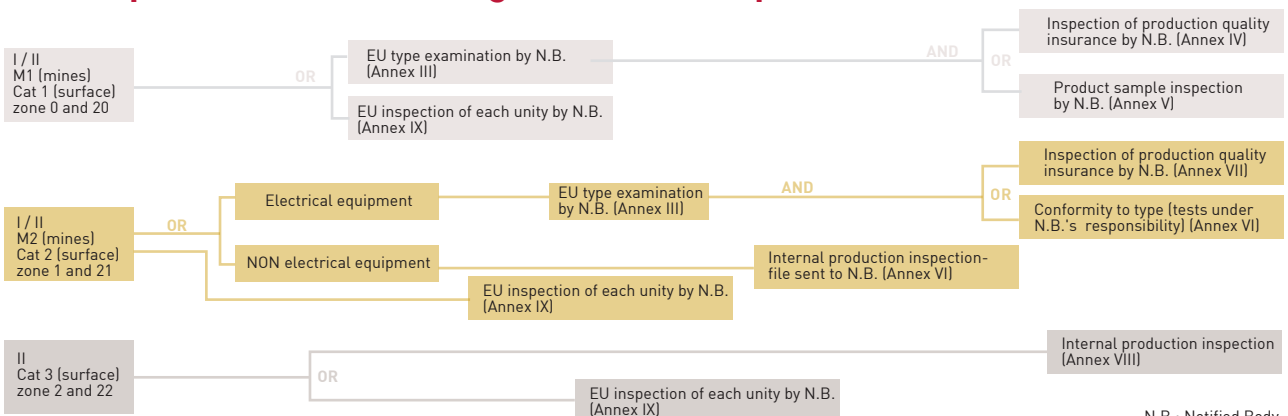 I / II
M1 (mines)
Cat 1 (surface)
zone 0 and 20
OR
EU type examination by N.B.
(Annex III)
EU inspection of each unity by N.B.
(Annex IX)
AND
Inspection of production quality
insurance by N.B. (Annex IV)
OR
Product sample inspection
by N.B. (Annex V)
I / II
M2 (mines)
Cat 2 (surface)
zone 1 and 21
OR
Electrical equipment
EU type examination
by N.B. (Annex III)
AND
Inspection of production quality
insurance by N.B. (Annex VII)
OR
Conformity to type (tests under
N.B.'s responsibility) (Annex VI)
NON electrical equipment
Internal production inspection-
file sent to N.B. (Annex VI)
EU inspection of each unity by N.B.
(Annex IX)
II
Cat 3 (surface)
zone 2 and 22
OR
Internal production inspection
(Annex VIII)
EU inspection of each unity by N.B.
(Annex IX)
N.B.: Notified Body